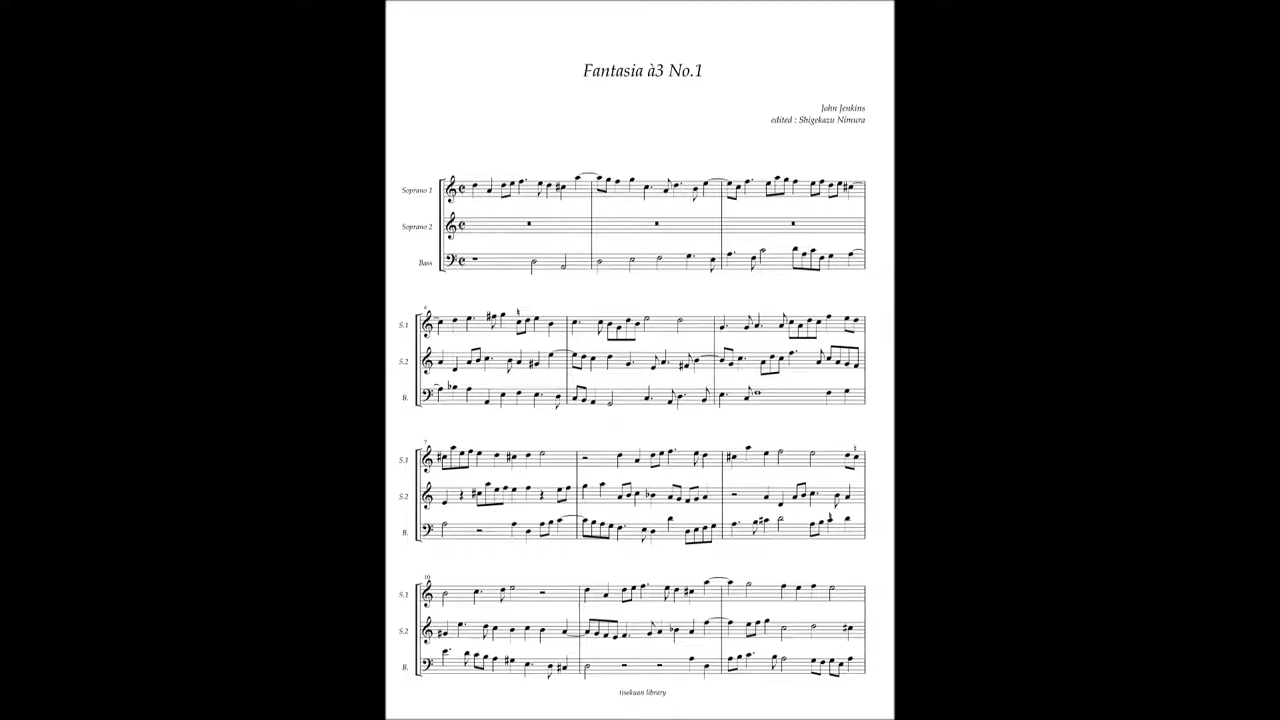 Fantasia à3 No.1
John Jenkins
edited : Shigekazu Nimura
Soprano 1
Soprano 2
Bass
4
S.1
S.2
B.
7
S.1
S.2
B.
10
S.1
S.2
B.
tisekuan library